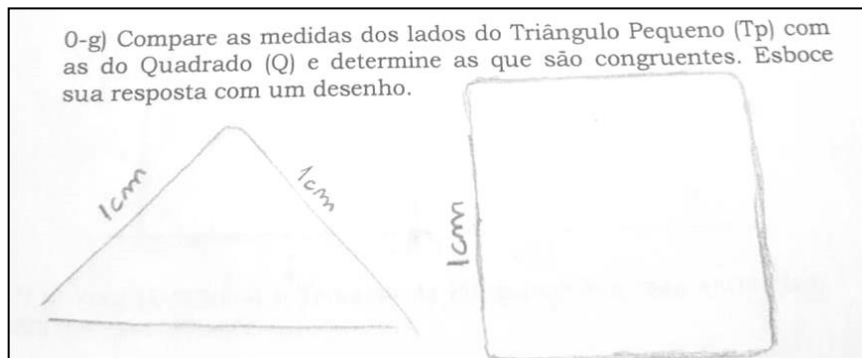 0-g) Compare as medidas dos lados do Triângulo Pequeno (Tp) com
as do Quadrado (Q) e determine as que são congruentes. Esboce
sua resposta com um desenho.
1cm
1cm
1cm